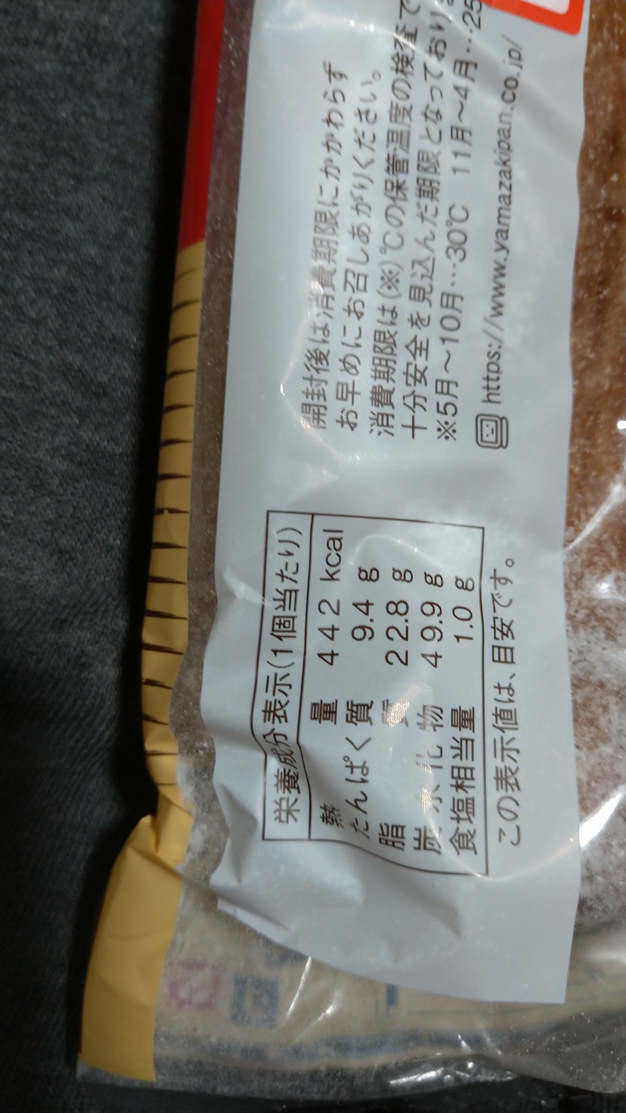 開封後は消費期限にかかわらず
お早めにお召しあがりください。
消費期限は(※)℃の保管温度の検査で
十分安全を見込んだ期限となっており
※5月〜10月…30℃ 11月〜4月…25
https://www.yamazakipan.co.jp/
栄養成分表示(1個当たり)
熱量 442 kcal
たんぱく質 9.4 g
脂質 22.8 g
炭水化物 49.9 g
食塩相当量 1.0 g
この表示値は、目安です。